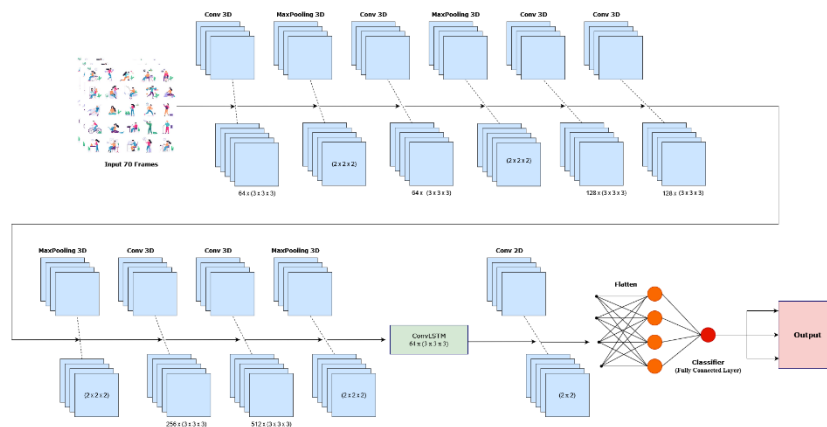 Conv 3D
MaxPooling 3D
Conv 3D
MaxPooling 3D
Conv 3D
Conv 3D
Input 70 Frames
64 x (3 x 3 x 3)
(2 x 2 x 2)
64 x (3 x 3 x 3)
(2 x 2 x 2)
128 x (3 x 3 x 3)
128 x (3 x 3 x 3)
MaxPooling 3D
Conv 3D
Conv 3D
MaxPooling 3D
Conv 2D
(2 x 2 x 2)
256 x (3 x 3 x 3)
512 x (3 x 3 x 3)
(2 x 2 x 2)
ConvLSTM
64 x (3 x 3 x 3)
(2 x 2)
Flatten
Classifier
(Fully Connected Layer)
Output